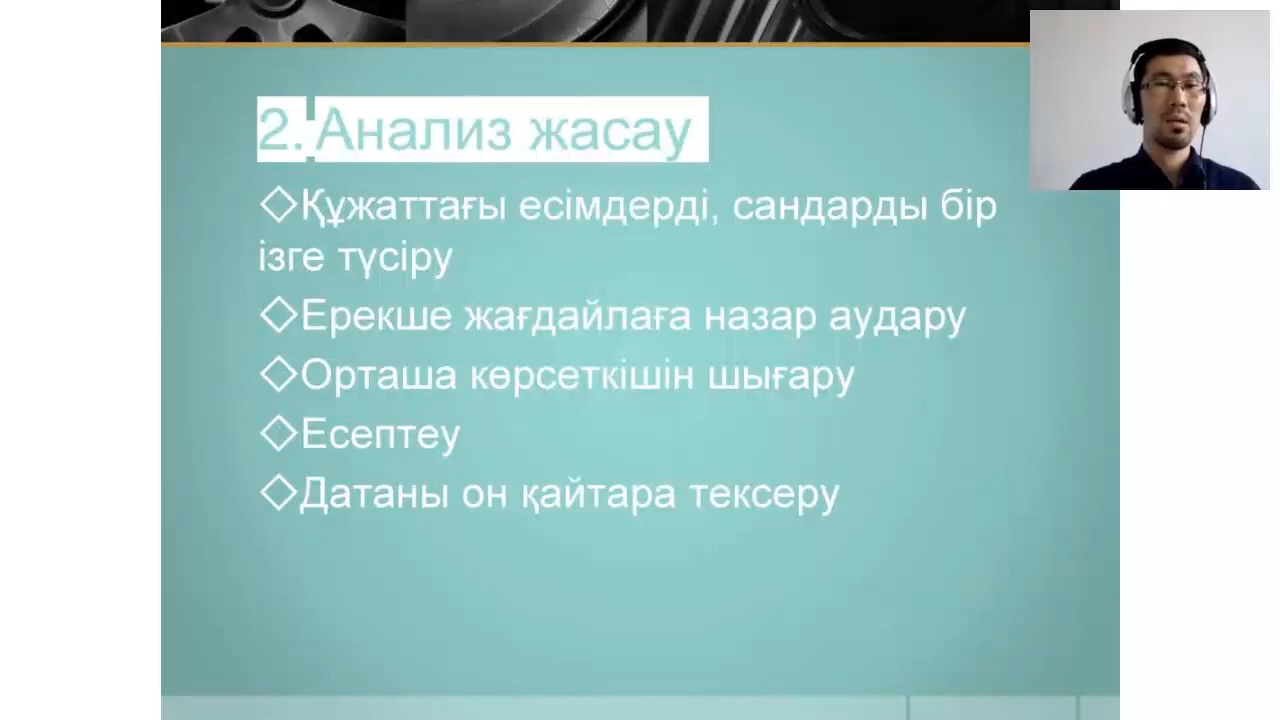 2. Анализ жасау
◇Құжаттағы есімдерді, сандарды бір
ізге түсіру
◇Ерекше жағдайлаға назар аудару
◇Орташа көрсеткішін шығару
◇Есептеу
◇Датаны он қайтара тексеру